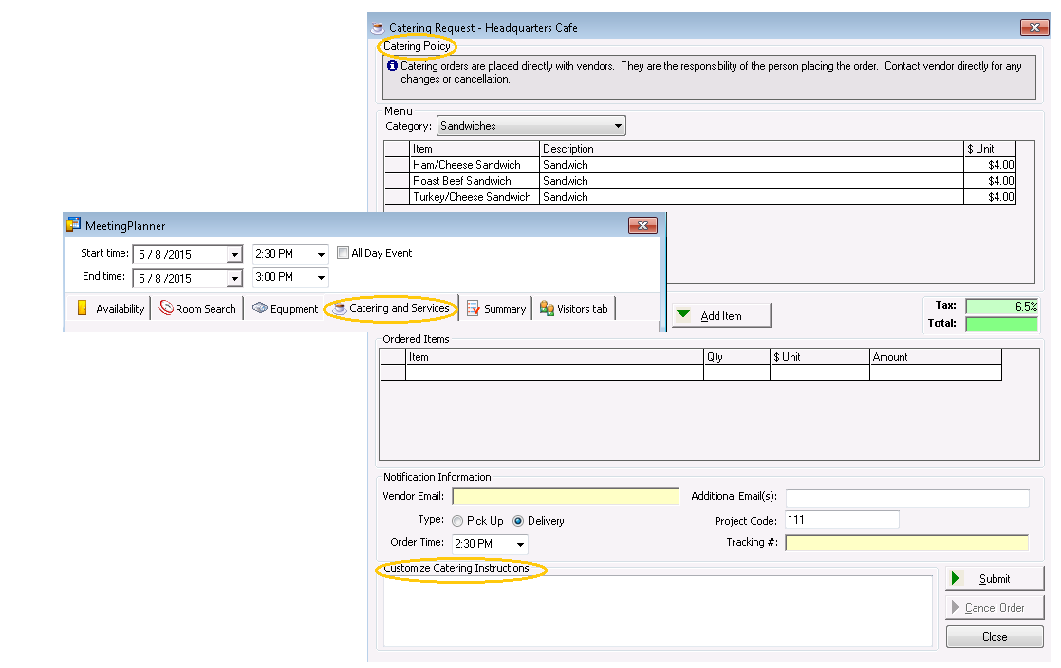 Catering Request - Headquarters Cafe
Catering Policy
Catering orders are placed directly with vendors. They are the responsibility of the person placing the order. Contact vendor directly for any
changes or cancellation.
Menu
Category: Sandwiches
Item Description $ Unit
Ham/Cheese Sandwich Sandwich $4.00
Roast Beef Sandwich Sandwich $4.00
Turkey/Cheese Sandwich Sandwich $4.00
MeetingPlanner
Start time: 5 / 8 /2015 2:30 PM All Day Event
End time: 5 / 8 /2015 3:00 PM
Availability Room Search Equipment Catering and Services Summary Visitors tab
Add Item
Tax: 6.5%
Total:
Ordered Items
Item Qty $ Unit Amount
Notification Information
Vendor Email: Additional Email(s):
Type: Pick Up Delivery Project Code: 111
Order Time: 2:30 PM Tracking #:
Customize Catering Instructions
Submit
Cancel Order
Close